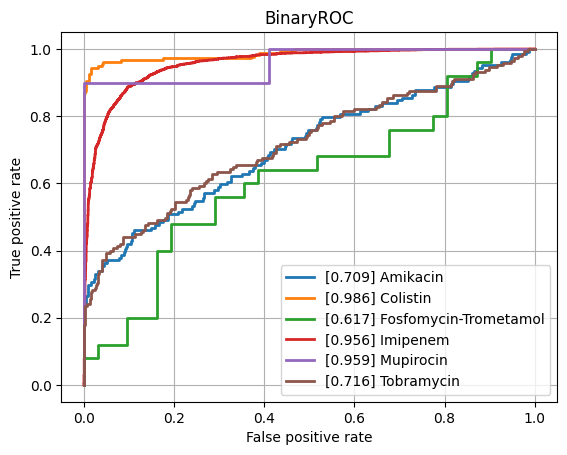 BinaryROC
True positive rate
1.0
0.8
0.6
0.4
0.2
0.0
[0.709] Amikacin
[0.986] Colistin
[0.617] Fosfomycin-Trometamol
[0.956] Imipenem
[0.959] Mupirocin
[0.716] Tobramycin
0.0 0.2 0.4 0.6 0.8 1.0
False positive rate